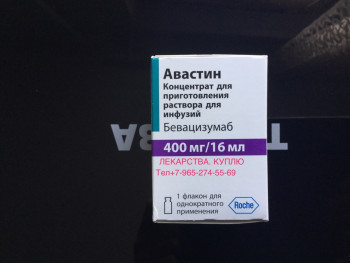 Авастин
Концентрат для
приготовления
раствора для
инфузий
Бевацизумаб
400 мг/16 мл
ЛЕКАРСТВА. КУПЛЮ
Тел+7-965-274-55-69
1 флакон для
однократного
применения
Roche